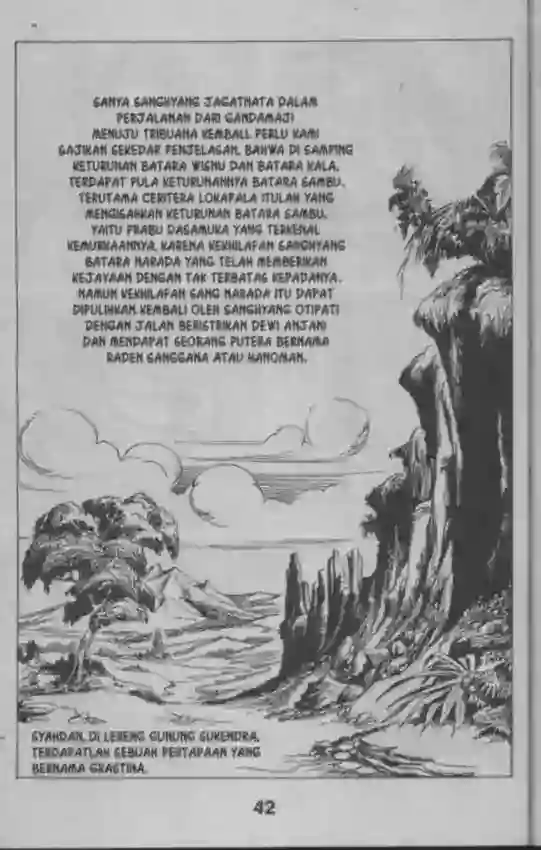 SANYA SANGHYANG JAGATNATA DALAM
PERJALANAN DARI GANDAMAJI
MENUJU TRIBUANA KEMBALI. PERLU KAMI
SAJIKAN SEKEDAR PENJELASAN, BAHWA DI SAMPING
KETURUNAN BATARA WISNU DAN BATARA KALA,
TERDAPAT PULA KETURUNANNYA BATARA SAMBU.
TERUTAMA CERITERA LOKAPALA ITULAH YANG
MENGISAHKAN KETURUNAN BATARA SAMBU,
YAITU PRABU DASAMUKA YANG TERKENAL
KEMURKAANNYA, KARENA KEKHILAFAN SANGHYANG
BATARA NARADA YANG TELAH MEMBERIKAN
KEJAYAAN DENGAN TAK TERBATAS KEPADANYA.
NAMUN KEKHILAFAN SANG NARADA ITU DAPAT
DIPULIHKAN KEMBALI OLEH SANGHYANG OTIPATI
DENGAN JALAN BERISTRIKAN DEWI ANJANI
DAN MENDAPAT SEORANG PUTERA BERNAMA
RADEN SANGGANA ATAU HANOMAN.
SYAHDAN, DI LERENG GUNUNG SUKENDRA,
TERDAPATLAH SEBUAH PERTAPAAN YANG
BERNAMA GRASTINA.
42